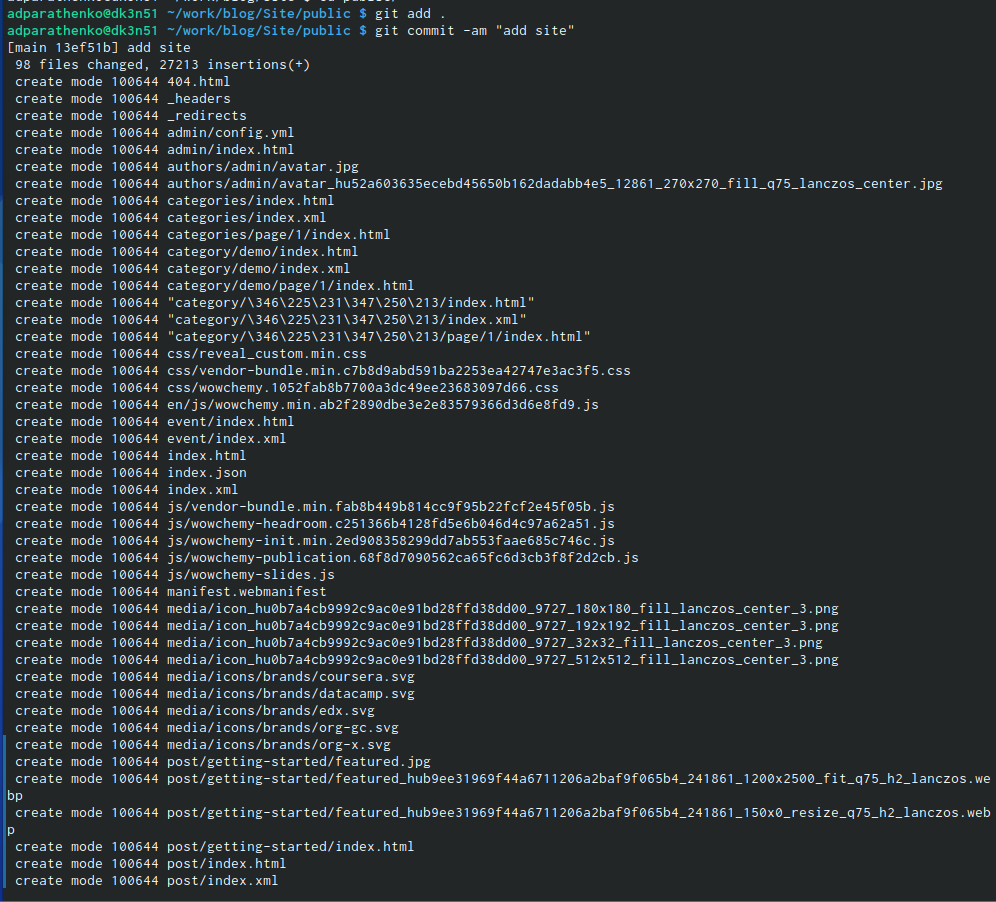 adparathenko@dk3n51 ~/work/blog/Site/public $ git add .
adparathenko@dk3n51 ~/work/blog/Site/public $ git commit -am "add site"
[main 13ef51b] add site
 98 files changed, 27213 insertions(+)
 create mode 100644 404.html
 create mode 100644 _headers
 create mode 100644 _redirects
 create mode 100644 admin/config.yml
 create mode 100644 admin/index.html
 create mode 100644 authors/admin/avatar.jpg
 create mode 100644 authors/admin/avatar_hu52a603635ecebd45650b162dadabb4e5_12861_270x270_fill_q75_lanczos_center.jpg
 create mode 100644 categories/index.html
 create mode 100644 categories/index.xml
 create mode 100644 categories/page/1/index.html
 create mode 100644 category/demo/index.html
 create mode 100644 category/demo/index.xml
 create mode 100644 category/demo/page/1/index.html
 create mode 100644 "category/\346\225\231\347\250\213/index.html"
 create mode 100644 "category/\346\225\231\347\250\213/index.xml"
 create mode 100644 "category/\346\225\231\347\250\213/page/1/index.html"
 create mode 100644 css/reveal_custom.min.css
 create mode 100644 css/vendor-bundle.min.c7b8d9abd591ba2253ea42747e3ac3f5.css
 create mode 100644 css/wowchemy.1052fab8b7700a3dc49ee23683097d66.css
 create mode 100644 en/js/wowchemy.min.ab2f2890dbe3e2e83579366d3d6e8fd9.js
 create mode 100644 event/index.html
 create mode 100644 event/index.xml
 create mode 100644 index.html
 create mode 100644 index.json
 create mode 100644 index.xml
 create mode 100644 js/vendor-bundle.min.fab8b449b814cc9f95b22fcf2e45f05b.js
 create mode 100644 js/wowchemy-headroom.c251366b4128fd5e6b046d4c97a62a51.js
 create mode 100644 js/wowchemy-init.min.2ed908358299dd7ab553faae685c746c.js
 create mode 100644 js/wowchemy-publication.68f8d7090562ca65fc6d3cb3f8f2d2cb.js
 create mode 100644 js/wowchemy-slides.js
 create mode 100644 manifest.webmanifest
 create mode 100644 media/icon_hu0b7a4cb9992c9ac0e91bd28ffd38dd00_9727_180x180_fill_lanczos_center_3.png
 create mode 100644 media/icon_hu0b7a4cb9992c9ac0e91bd28ffd38dd00_9727_192x192_fill_lanczos_center_3.png
 create mode 100644 media/icon_hu0b7a4cb9992c9ac0e91bd28ffd38dd00_9727_32x32_fill_lanczos_center_3.png
 create mode 100644 media/icon_hu0b7a4cb9992c9ac0e91bd28ffd38dd00_9727_512x512_fill_lanczos_center_3.png
 create mode 100644 media/icons/brands/coursera.svg
 create mode 100644 media/icons/brands/datacamp.svg
 create mode 100644 media/icons/brands/edx.svg
 create mode 100644 media/icons/brands/org-gc.svg
 create mode 100644 media/icons/brands/org-x.svg
 create mode 100644 post/getting-started/featured.jpg
 create mode 100644 post/getting-started/featured_hub9ee31969f44a6711206a2baf9f065b4_241861_1200x2500_fit_q75_h2_lanczos.we
bp
 create mode 100644 post/getting-started/featured_hub9ee31969f44a6711206a2baf9f065b4_241861_150x0_resize_q75_h2_lanczos.web
p
 create mode 100644 post/getting-started/index.html
 create mode 100644 post/index.html
 create mode 100644 post/index.xml